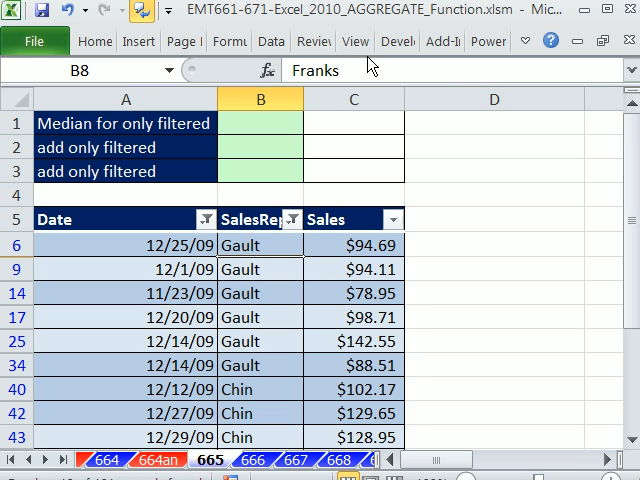 EMT661-671-Excel_2010_AGGREGATE_Function.xlsm - Mic...
File Home Insert Page Formu Data Review View Develo Add-I Power
B8 fx Franks
A B C D
1 Median for only filtered
2 add only filtered
3 add only filtered
4
5 Date SalesRep Sales
6 12/25/09 Gault $94.69
9 12/1/09 Gault $94.11
14 11/23/09 Gault $78.95
17 12/20/09 Gault $98.71
25 12/14/09 Gault $142.55
34 12/14/09 Gault $88.51
40 12/12/09 Chin $102.17
42 12/27/09 Chin $129.65
43 12/29/09 Chin $128.95
664 664an 665 666 667 668